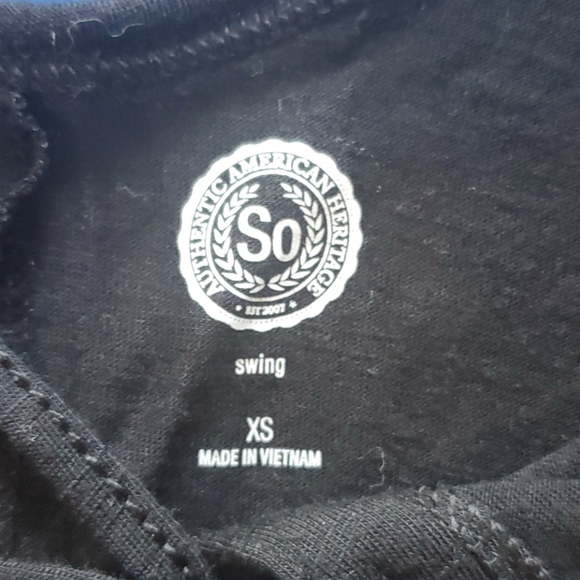 AUTHENTIC AMERICAN HERITAGE
So
EST 2007
swing
XS
MADE IN VIETNAM